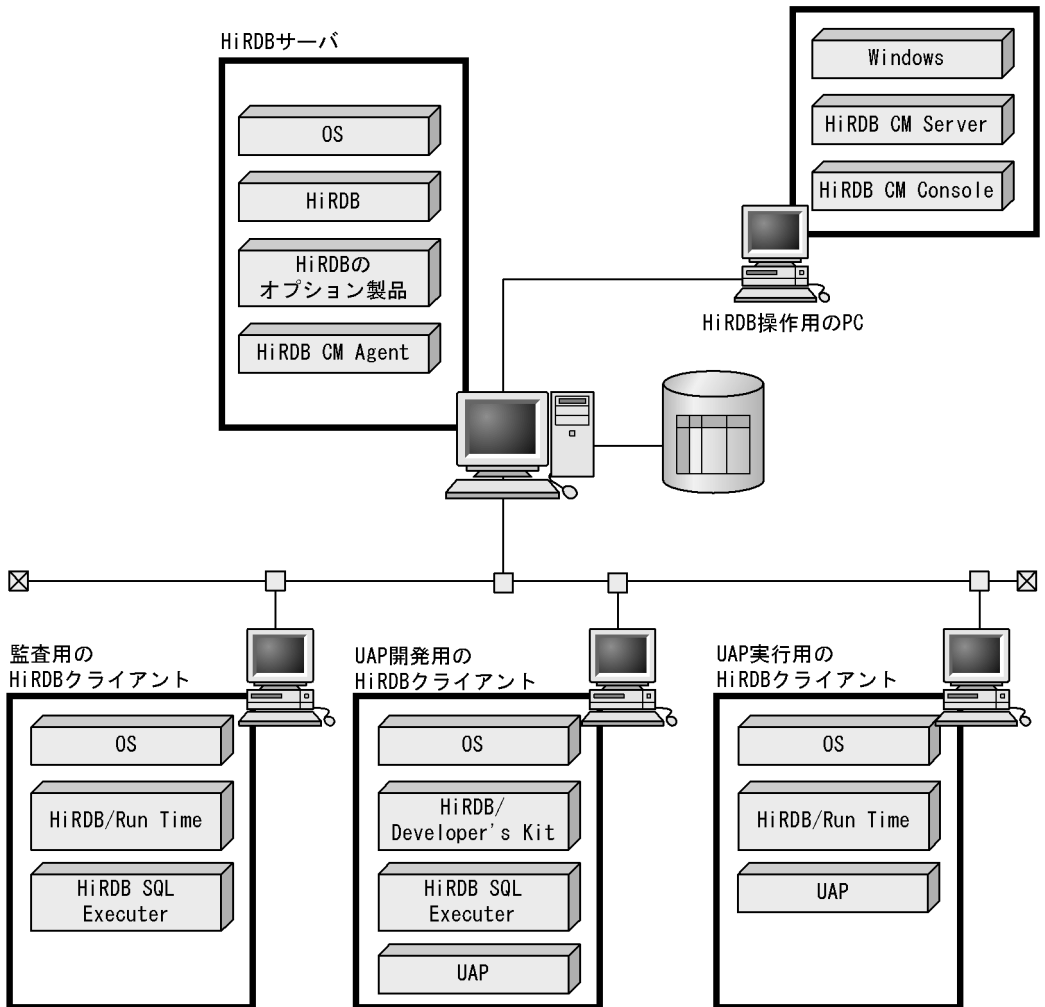 HiRDBサーバ
OS
HiRDB
HiRDBの
オプション製品
HiRDB CM Agent
Windows
HiRDB CM Server
HiRDB CM Console
HiRDB操作用のPC
監査用の
HiRDBクライアント
OS
HiRDB/Run Time
HiRDB SQL
Executer
UAP開発用の
HiRDBクライアント
OS
HiRDB/
Developer's Kit
HiRDB SQL
Executer
UAP
UAP実行用の
HiRDBクライアント
OS
HiRDB/Run Time
UAP